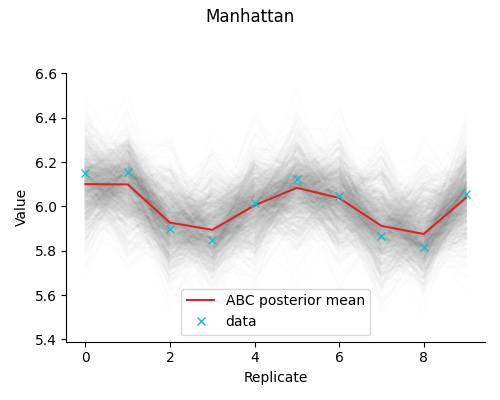 Manhattan
6.6
6.4
6.2
6.0
5.8
5.6
5.4
Value
ABC posterior mean
data
0
2
4
6
8
Replicate